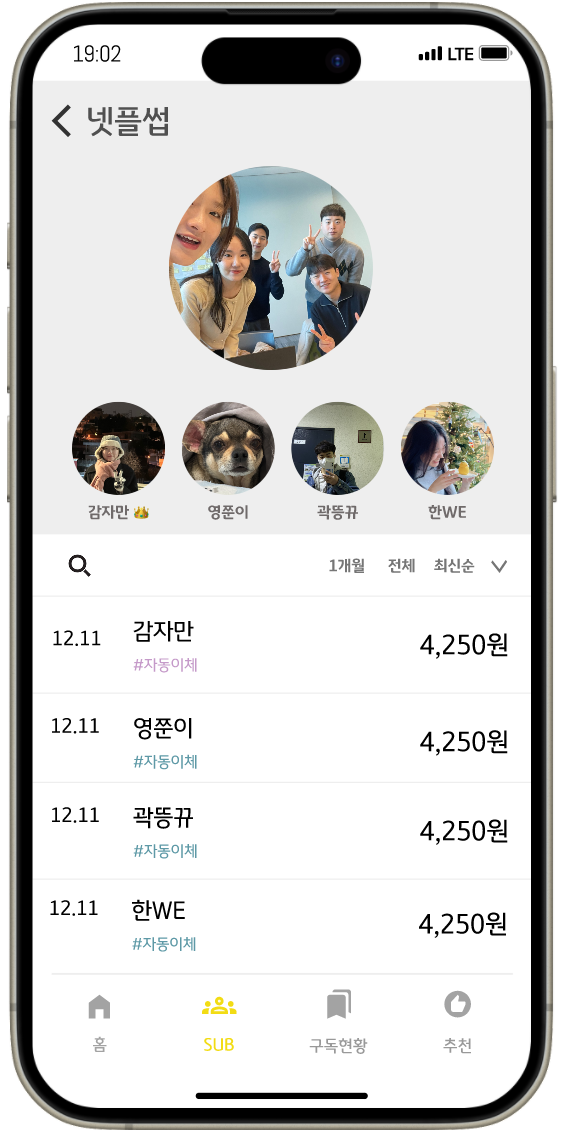 19:02 LTE
넷플썹
감자만 영쭌이 곽뚱뀨 한WE
1개월 전체 최신순
12.11 감자만 4,250원
#자동이체
12.11 영쭌이 4,250원
#자동이체
12.11 곽뚱뀨 4,250원
#자동이체
12.11 한WE 4,250원
#자동이체
홈 SUB 구독현황 추천